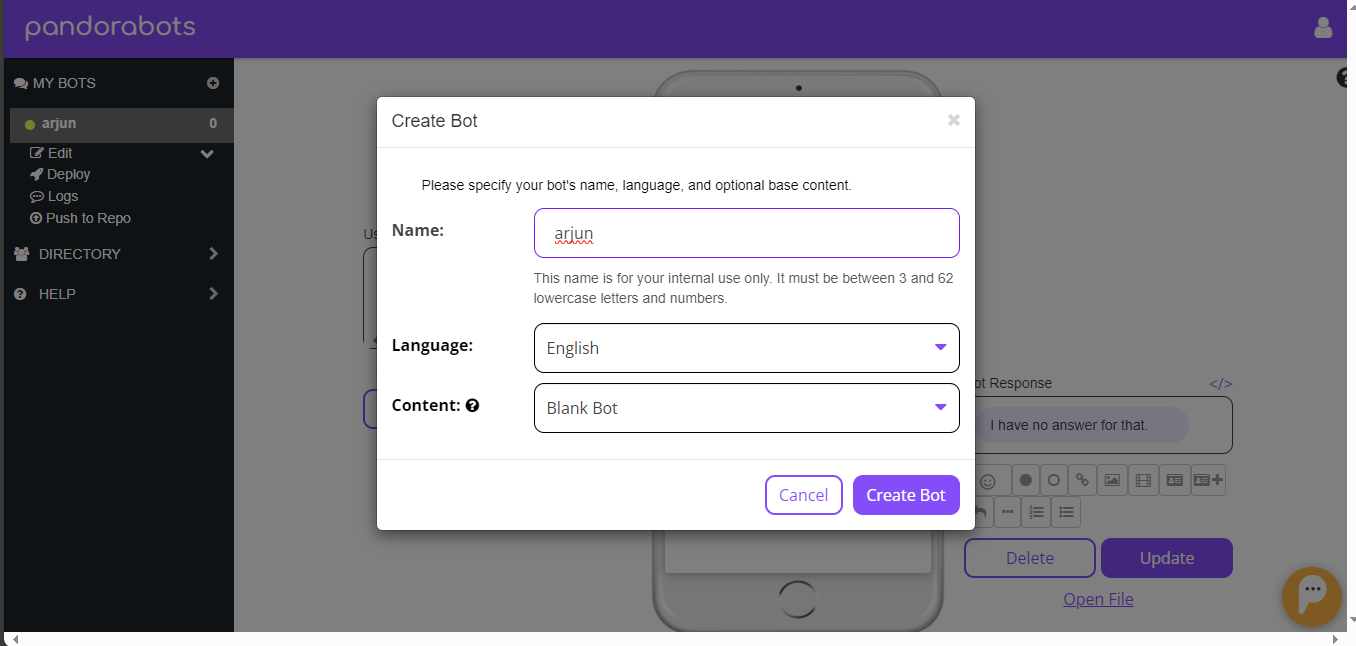 pandorabots
MY BOTS
arjun 0
Edit
Deploy
Logs
Push to Repo
DIRECTORY
HELP
Create Bot
Please specify your bot's name, language, and optional base content.
Name:
arjun
This name is for your internal use only. It must be between 3 and 62
lowercase letters and numbers.
Language:
English
Content:
Blank Bot
Cancel
Create Bot
Us
ot Response
</>
I have no answer for that.
Delete
Update
Open File